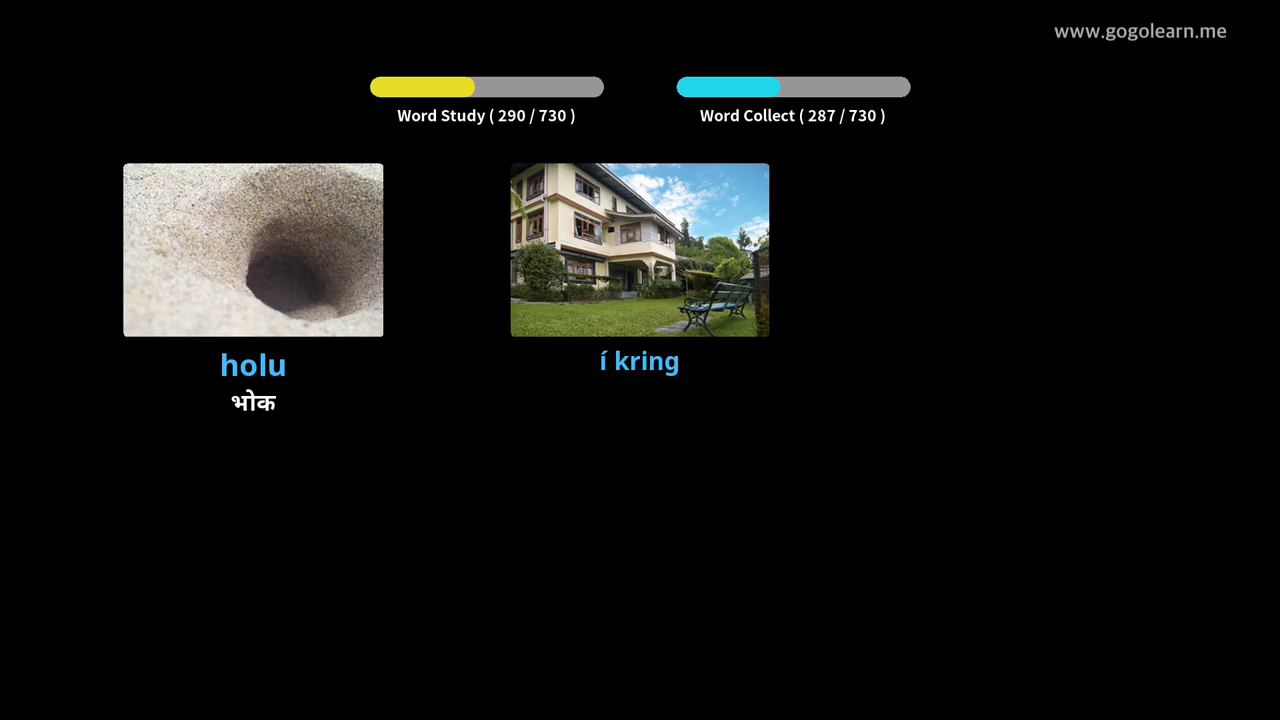 www.gogolearn.me
Word Study ( 290 / 730 )
Word Collect ( 287 / 730 )
holu
भोक
í kring